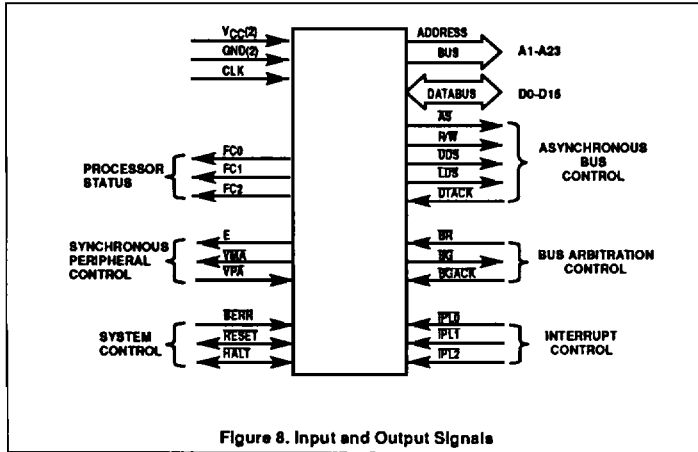 VCC(2)
GND(2)
CLK
ADDRESS
BUS
A1-A23
DATABUS
D0-D15
PROCESSOR
STATUS
FC0
FC1
FC2
AS
R/W
UDS
LDS
DTACK
ASYNCHRONOUS
BUS
CONTROL
SYNCHRONOUS
PERIPHERAL
CONTROL
E
VMA
VPA
BR
BG
BGACK
BUS ARBITRATION
CONTROL
SYSTEM
CONTROL
BERR
RESET
HALT
IPL0
IPL1
IPL2
INTERRUPT
CONTROL
Figure 8. Input and Output Signals